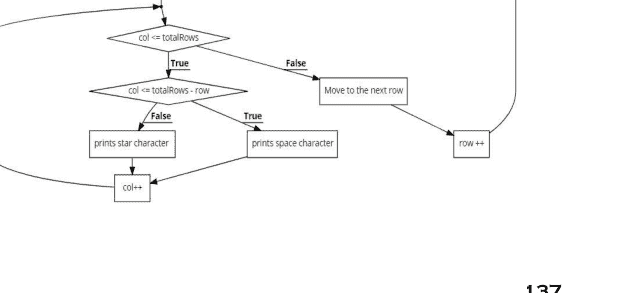 col <= totalRows
True
False
col <= totalRows - row
Move to the next row
False
True
prints star character
prints space character
row ++
col++
137